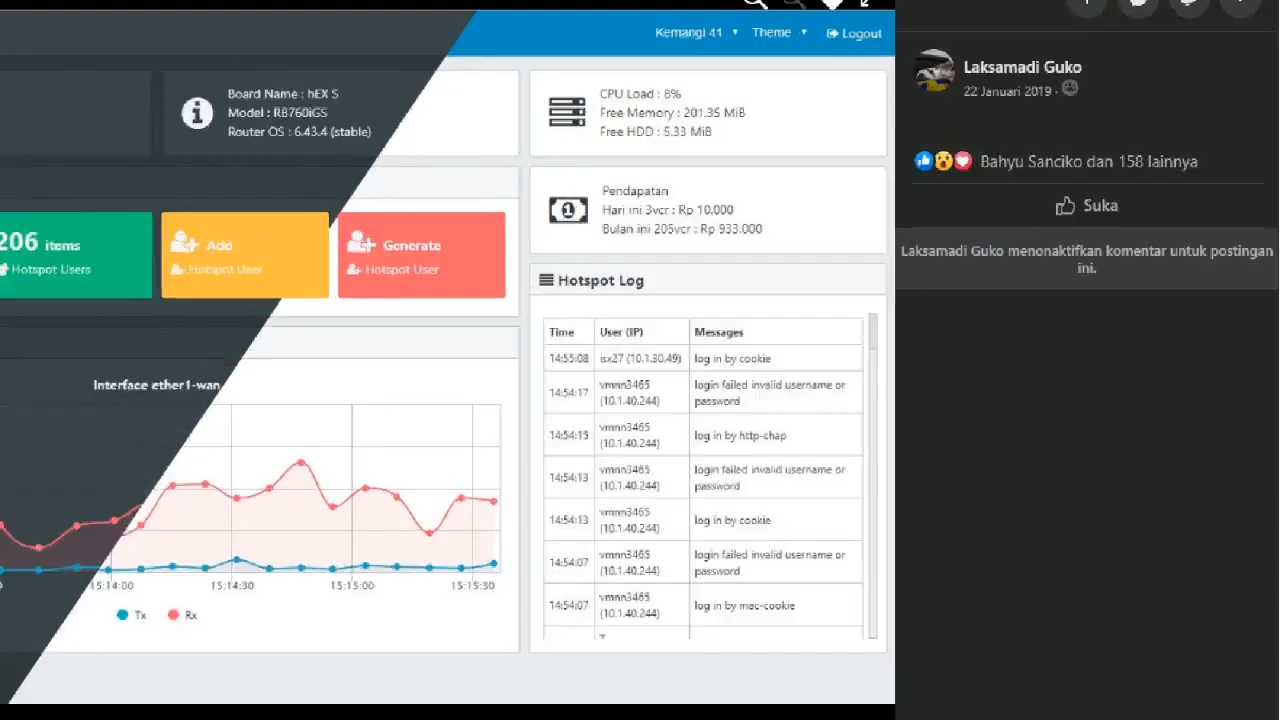 Kemangi 41
Theme
Logout
Board Name : hEX S
Model : RB760iGS
Router OS : 6.43.4 (stable)
CPU Load : 8%
Free Memory : 201.35 MiB
Free HDD : 5.33 MiB
Pendapatan
Hari ini 3vcr : Rp 10.000
Bulan ini 205vcr : Rp 933.000
206 items
Hotspot Users
Add
Hotspot User
Generate
Hotspot User
Hotspot Log
Time User (IP) Messages
14:55:08 isx27 (10.1.30.49) log in by cookie
14:54:17 vmnn3465 (10.1.40.244) login failed invalid username or password
14:54:15 vmnn3465 (10.1.40.244) log in by http-chap
14:54:13 vmnn3465 (10.1.40.244) login failed invalid username or password
14:54:13 vmnn3465 (10.1.40.244) log in by cookie
14:54:07 vmnn3465 (10.1.40.244) login failed invalid username or password
14:54:07 vmnn3465 (10.1.40.244) log in by mac-cookie
Interface ether1-wan
15:14:00 15:14:30 15:15:00 15:15:30
Tx Rx
Laksamadi Guko
22 Januari 2019 ·
Bahyu Sanciko dan 158 lainnya
Suka
Laksamadi Guko menonaktifkan komentar untuk postingan
ini.